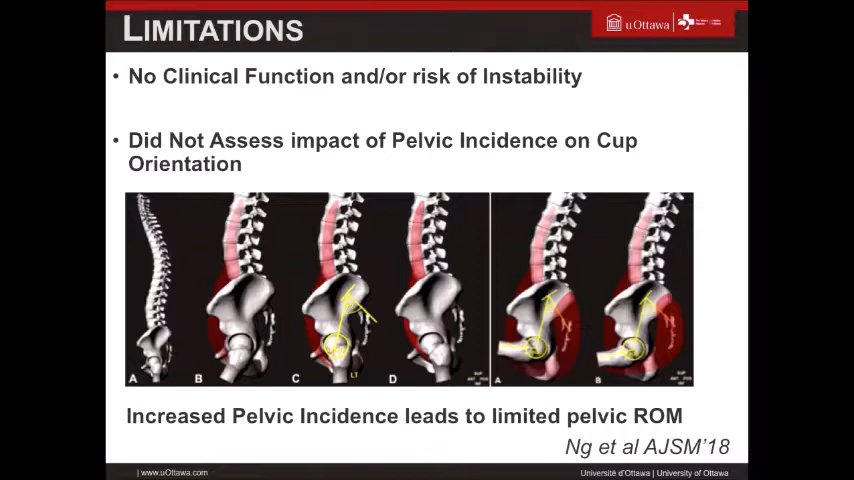 LIMITATIONS
uOttawa
• No Clinical Function and/or risk of Instability
• Did Not Assess impact of Pelvic Incidence on Cup
Orientation
A B C LT D A B
Increased Pelvic Incidence leads to limited pelvic ROM
Ng et al AJSM’18
| www.uOttawa.com
Université d'Ottawa | University of Ottawa